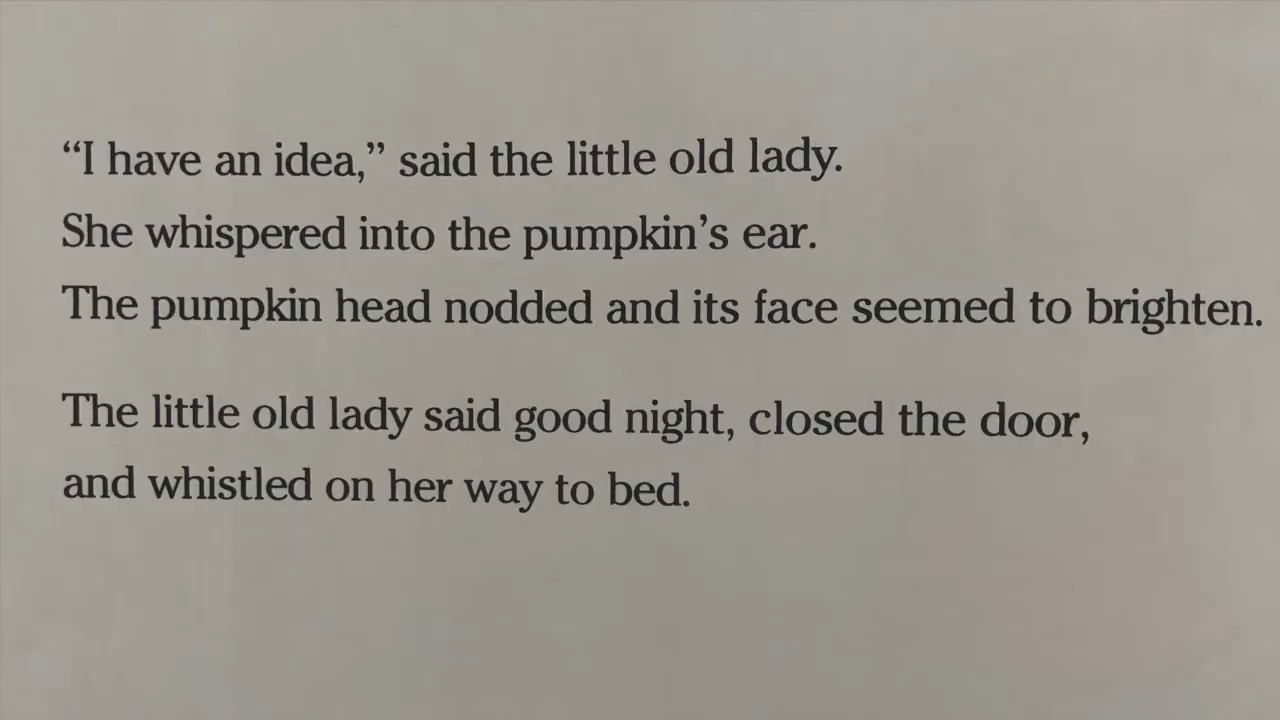 “I have an idea,” said the little old lady.
She whispered into the pumpkin’s ear.
The pumpkin head nodded and its face seemed to brighten.
The little old lady said good night, closed the door,
and whistled on her way to bed.